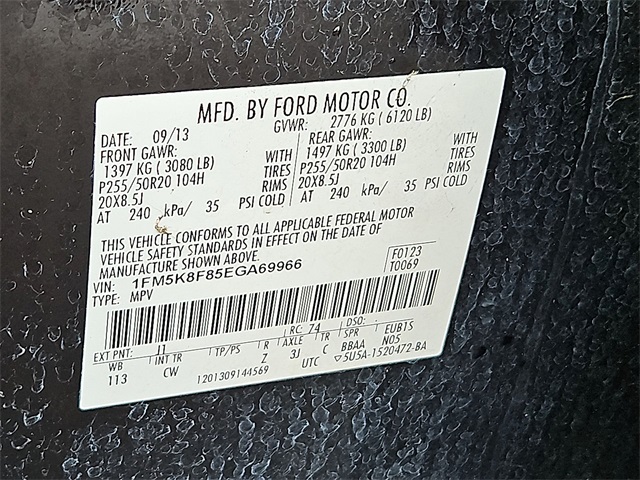 MFD. BY FORD MOTOR CO.
DATE: 09/13 GVWR: 2776 KG ( 6120 LB)
FRONT GAWR: REAR GAWR:
1397 KG ( 3080 LB) WITH 1497 KG ( 3300 LB) WITH
P255/50R20 104H TIRES P255/50R20 104H TIRES
20X8.5J RIMS 20X8.5J RIMS
AT 240 kPa/ 35 PSI COLD AT 240 kPa/ 35 PSI COLD
THIS VEHICLE CONFORMS TO ALL APPLICABLE FEDERAL MOTOR
VEHICLE SAFETY STANDARDS IN EFFECT ON THE DATE OF
MANUFACTURE SHOWN ABOVE.
VIN: 1FM5K8F85EGA69966 F0123
TYPE: MPV T0069
EXT PNT: J1 RC: 74 DSO:
WB INT TR TP/PS R AXLE TR SPR EUB1S
113 CW Z 3J C BBAA N05
1201309144569 UTC ▽5U5A-1520472-BA